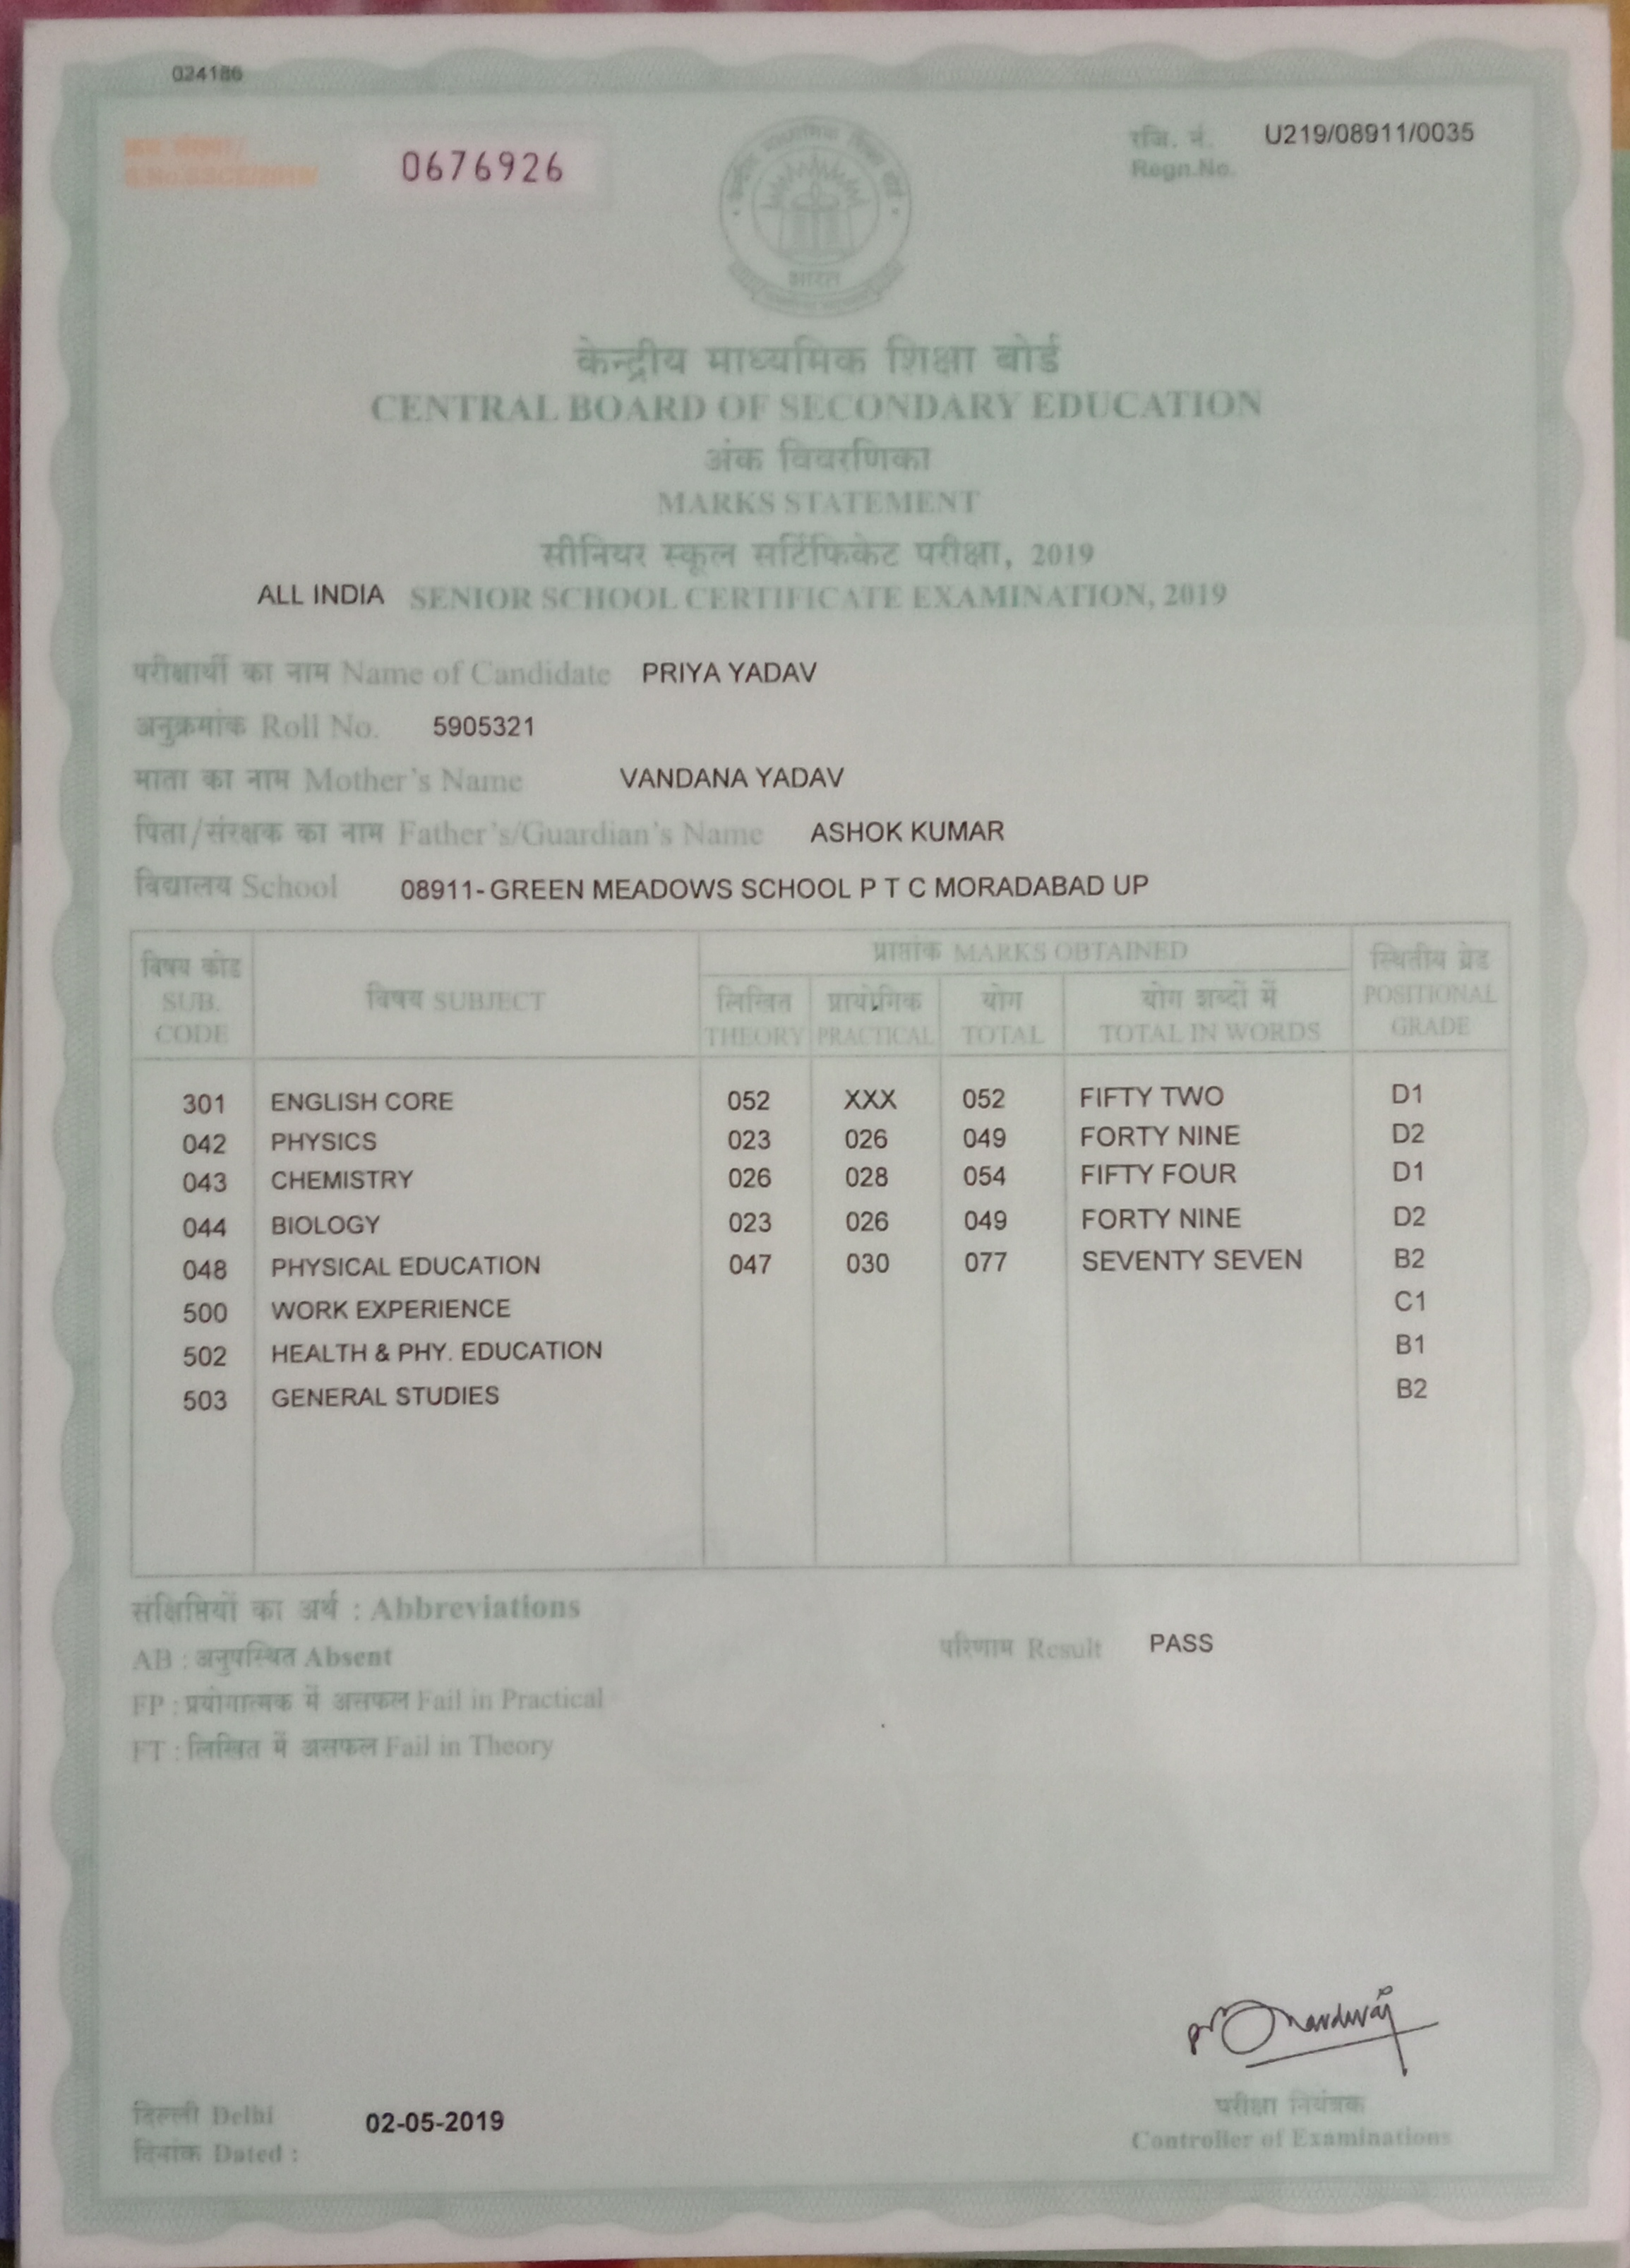 024186
0676926
रजि. नं. U219/08911/0035
Regn.No.
भारत
केन्द्रीय माध्यमिक शिक्षा बोर्ड
CENTRAL BOARD OF SECONDARY EDUCATION
अंक विवरणिका
MARKS STATEMENT
सीनियर स्कूल सर्टिफिकेट परीक्षा, 2019
ALL INDIA SENIOR SCHOOL CERTIFICATE EXAMINATION, 2019
परीक्षार्थी का नाम Name of Candidate PRIYA YADAV
अनुक्रमांक Roll No. 5905321
माता का नाम Mother's Name VANDANA YADAV
पिता/संरक्षक का नाम Father's/Guardian's Name ASHOK KUMAR
विद्यालय School 08911- GREEN MEADOWS SCHOOL P T C MORADABAD UP
विषय कोड SUB. CODE विषय SUBJECT प्राप्तांक MARKS OBTAINED स्थितीय ग्रेड POSITIONAL GRADE
लिखित THEORY प्रायोगिक PRACTICAL योग TOTAL योग शब्दों में TOTAL IN WORDS
301 ENGLISH CORE 052 XXX 052 FIFTY TWO D1
042 PHYSICS 023 026 049 FORTY NINE D2
043 CHEMISTRY 026 028 054 FIFTY FOUR D1
044 BIOLOGY 023 026 049 FORTY NINE D2
048 PHYSICAL EDUCATION 047 030 077 SEVENTY SEVEN B2
500 WORK EXPERIENCE C1
502 HEALTH & PHY. EDUCATION B1
503 GENERAL STUDIES B2
संक्षिप्तियों का अर्थ : Abbreviations
AB : अनुपस्थित Absent
परिणाम Result PASS
FP : प्रयोगात्मक में असफल Fail in Practical
FT : लिखित में असफल Fail in Theory
दिल्ली Delhi
दिनांक Dated : 02-05-2019
परीक्षा नियंत्रक
Controller of Examinations